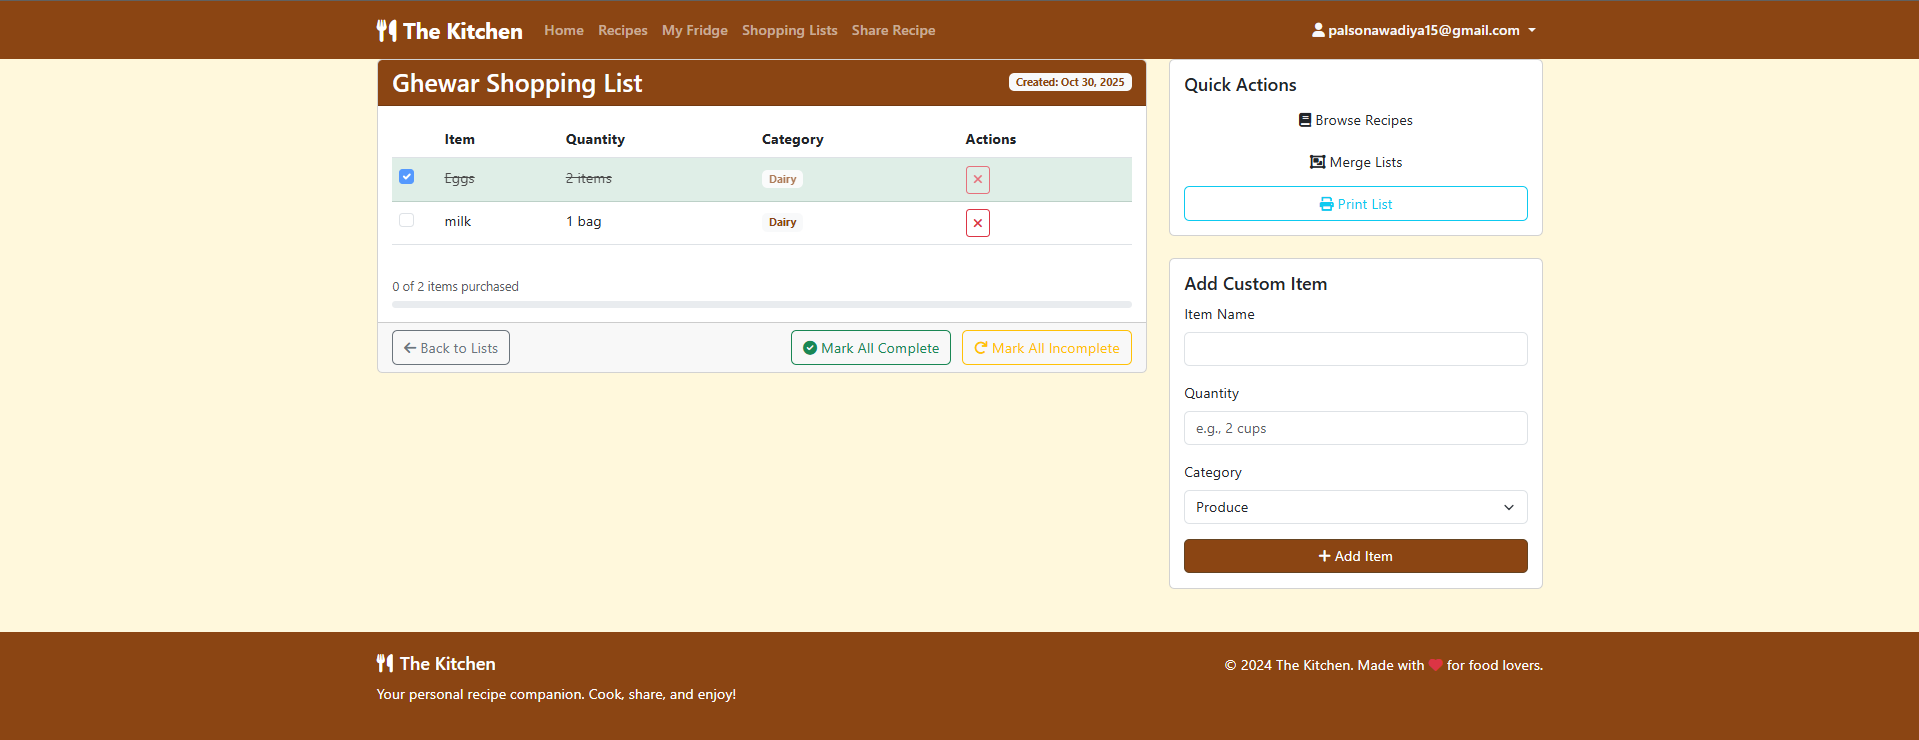 The Kitchen Home Recipes My Fridge Shopping Lists Share Recipe palsonawadiya15@gmail.com
Ghewar Shopping List Created: Oct 30, 2025
Item Quantity Category Actions
Eggs 2 items Dairy
milk 1 bag Dairy
0 of 2 items purchased
Back to Lists Mark All Complete Mark All Incomplete
Quick Actions
Browse Recipes
Merge Lists
Print List
Add Custom Item
Item Name
Quantity
e.g., 2 cups
Category
Produce
Add Item
The Kitchen
Your personal recipe companion. Cook, share, and enjoy!
© 2024 The Kitchen. Made with for food lovers.